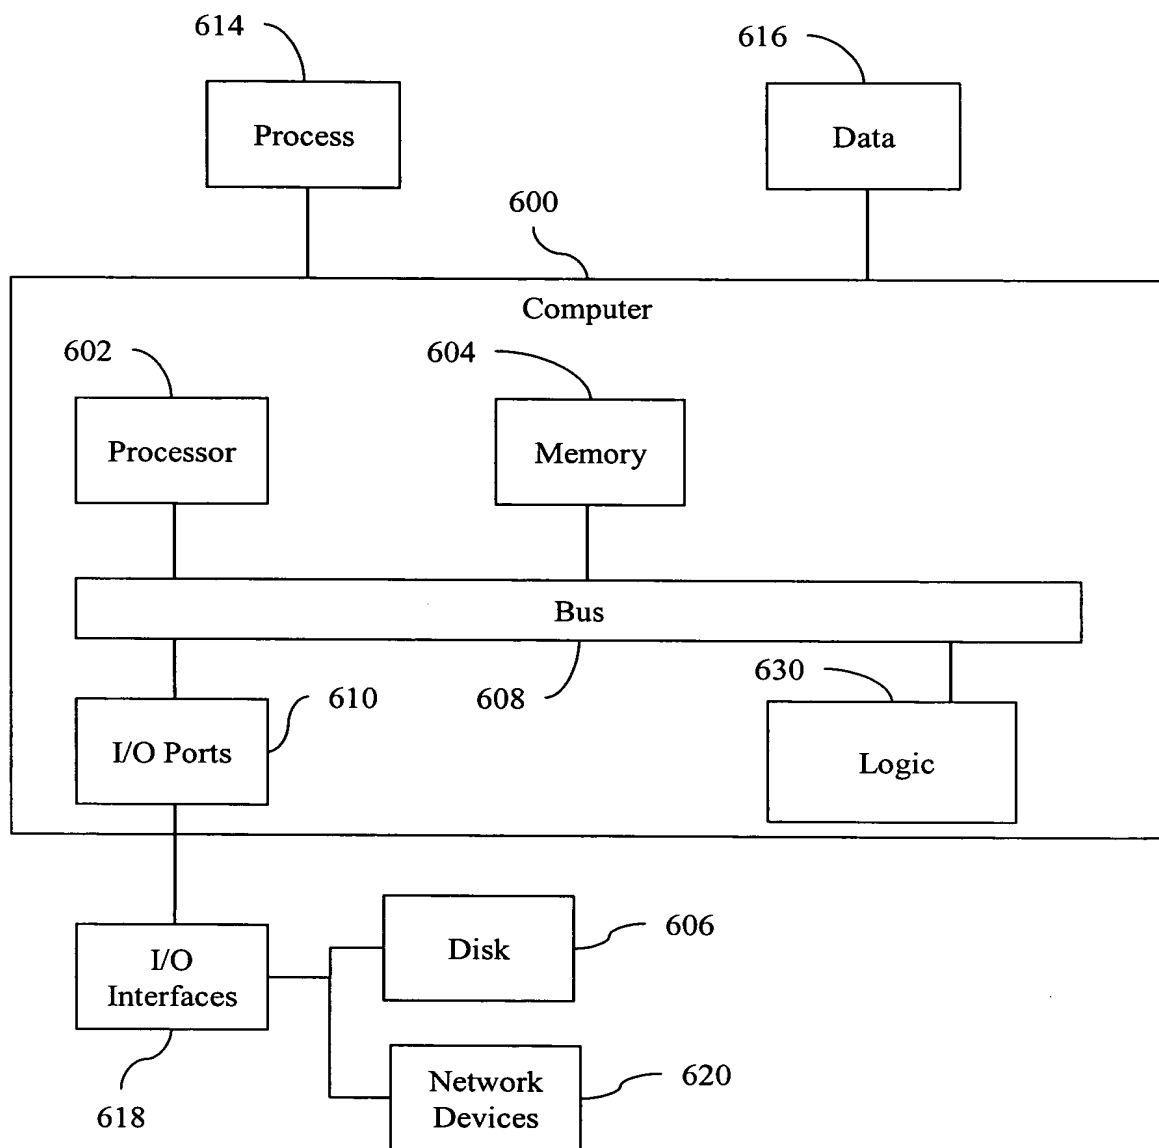 614
616
Process
Data
600
Computer
602
604
Processor
Memory
Bus
610
608
630
I/O Ports
Logic
606
I/O
Interfaces
Disk
618
Network
Devices
620